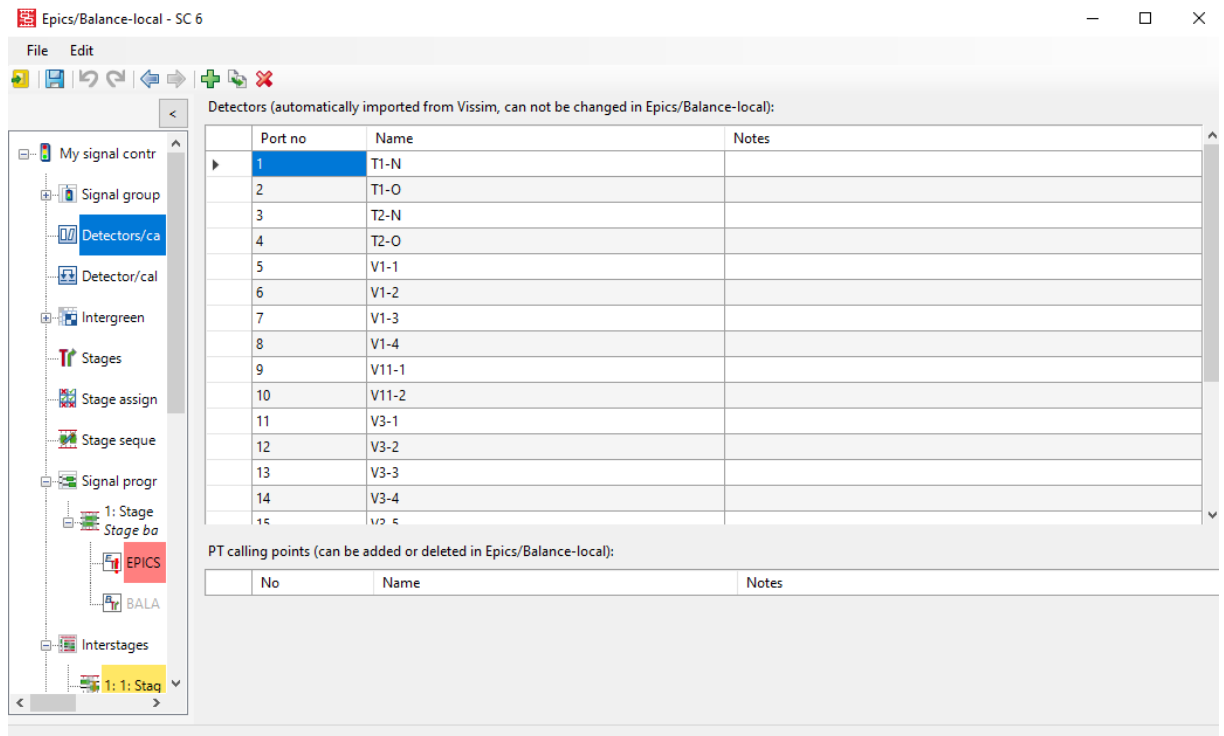 Epics/Balance-local - SC 6
File Edit
<
Detectors (automatically imported from Vissim, can not be changed in Epics/Balance-local):
My signal contr
Signal group
Detectors/ca
Detector/cal
Intergreen
Stages
Stage assign
Stage seque
Signal progr
1: Stage
Stage ba
EPICS
BALA
Interstages
1: 1: Stag
Port no Name Notes
1 T1-N
2 T1-O
3 T2-N
4 T2-O
5 V1-1
6 V1-2
7 V1-3
8 V1-4
9 V11-1
10 V11-2
11 V3-1
12 V3-2
13 V3-3
14 V3-4
15 V3-5
PT calling points (can be added or deleted in Epics/Balance-local):
No Name Notes